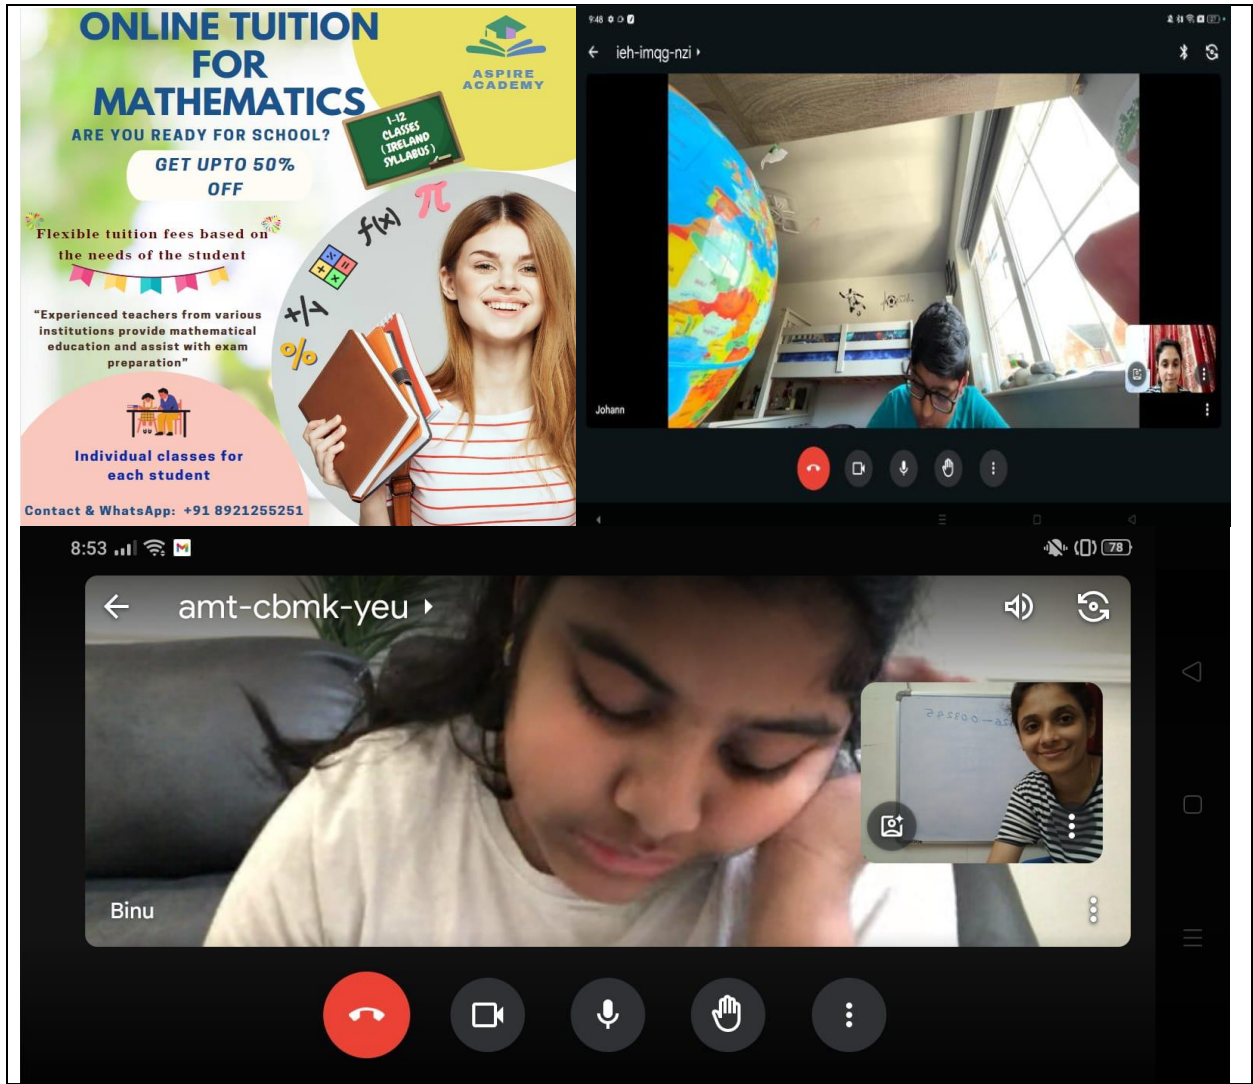 ONLINE TUITION
FOR
MATHEMATICS
ASPIRE
ACADEMY
ARE YOU READY FOR SCHOOL?
1-12
CLASSES
(IRELAND
SYLLABUS)
GET UPTO 50%
OFF
π
f(x)
Flexible tuition fees based on
the needs of the student
+/-
%
"Experienced teachers from various
institutions provide mathematical
education and assist with exam
preparation"
Individual classes for
each student
Contact & WhatsApp: +91 8921255251
9:48
ieh-imqg-nzi
Johann
8:53
78
amt-cbmk-yeu
Binu